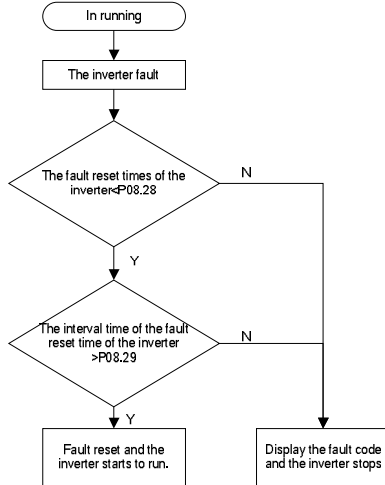 In running
The inverter fault
The fault reset times of the
inverter<P08.28
N
Y
The interval time of the fault
reset time of the inverter
>P08.29
N
Y
Fault reset and the
inverter starts to run.
Display the fault code
and the inverter stops